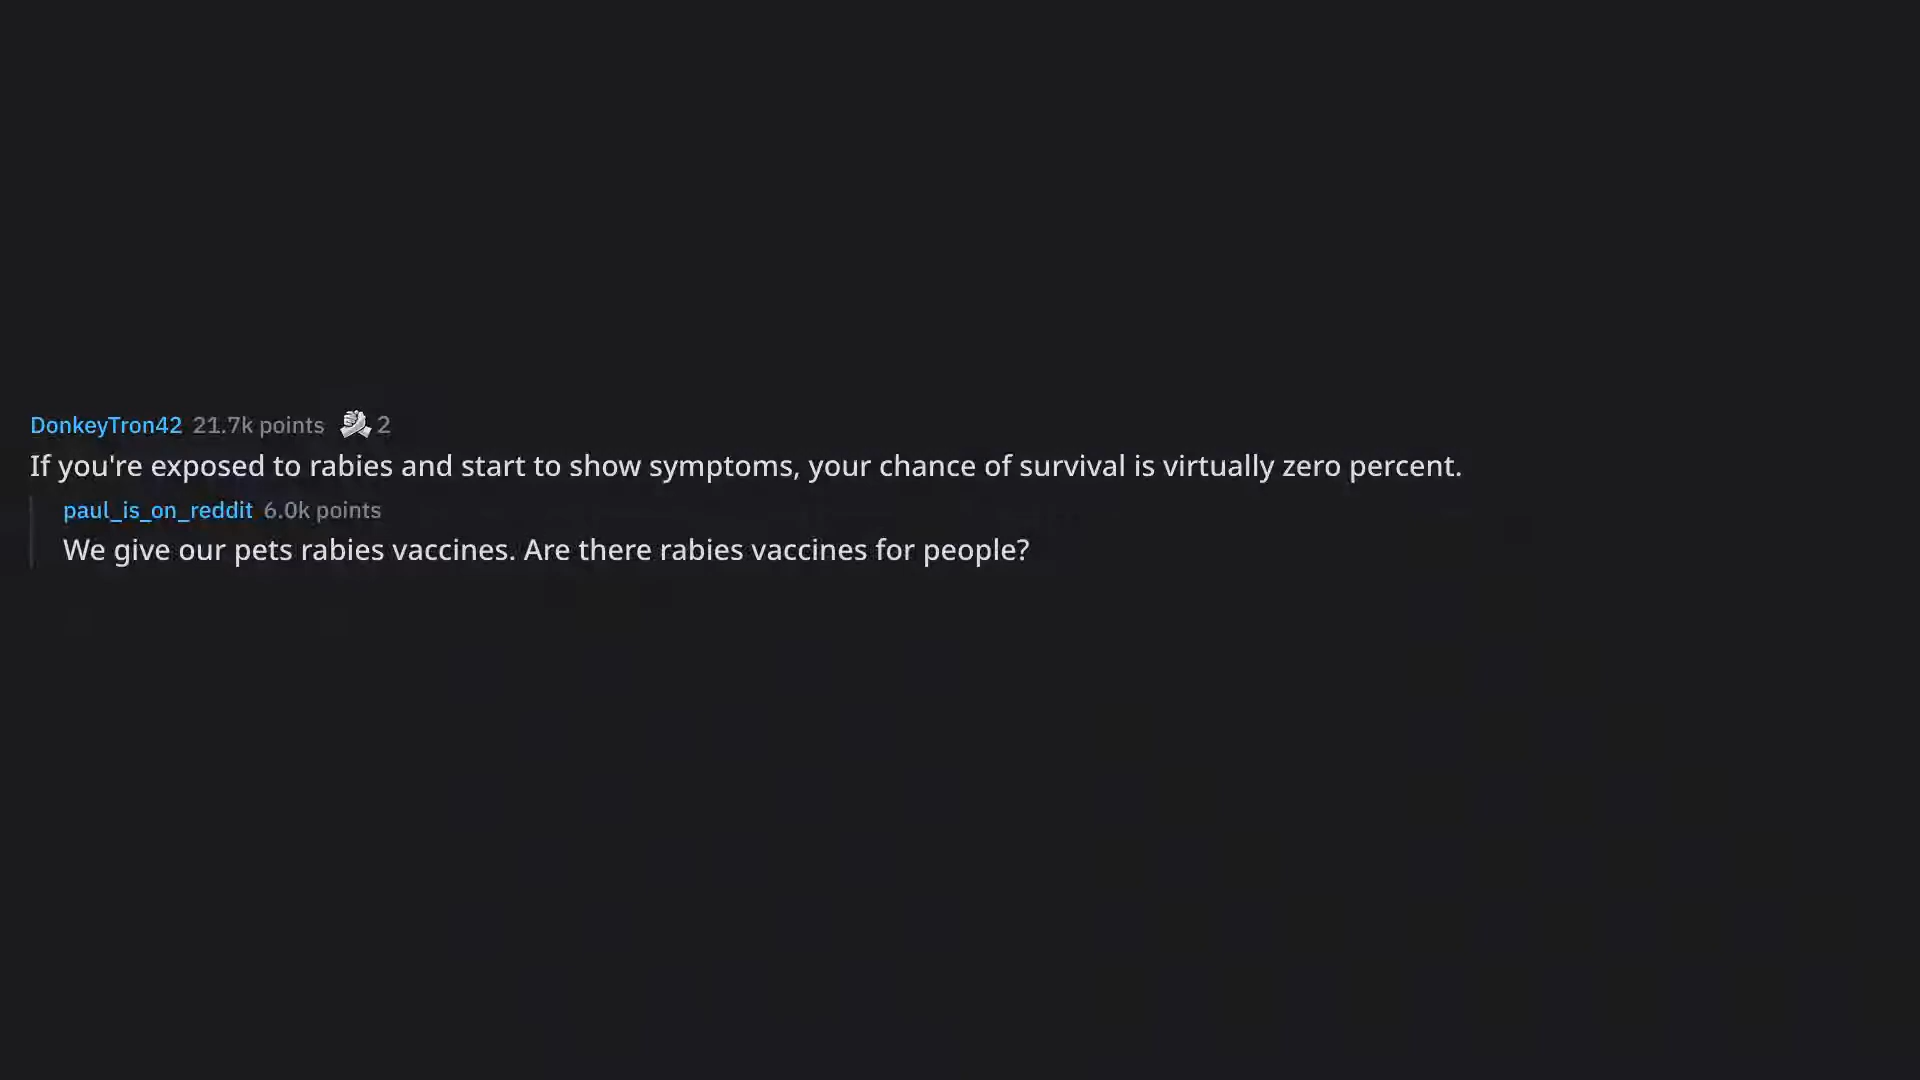 DonkeyTron42 21.7k points 2
If you're exposed to rabies and start to show symptoms, your chance of survival is virtually zero percent.
paul_is_on_reddit 6.0k points
We give our pets rabies vaccines. Are there rabies vaccines for people?